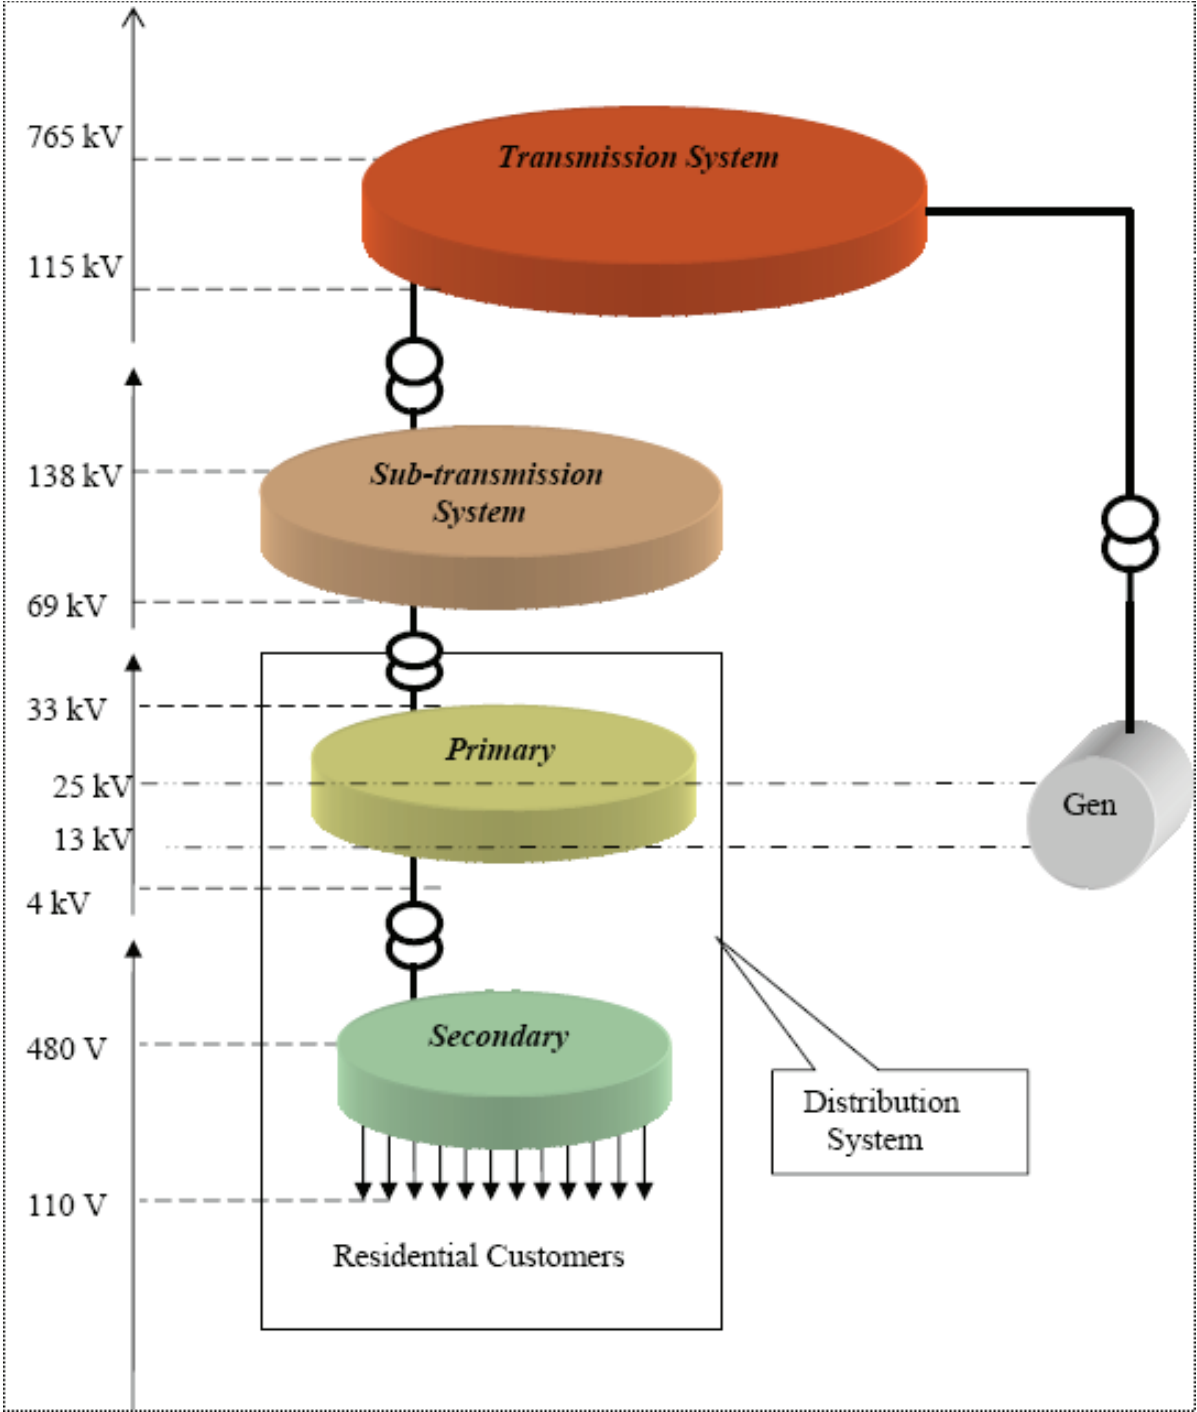 765 kV
Transmission System
115 kV
138 kV
Sub-transmission
System
69 kV
33 kV
Primary
25 kV
13 kV
Gen
4 kV
480 V
Secondary
Distribution
System
110 V
Residential Customers